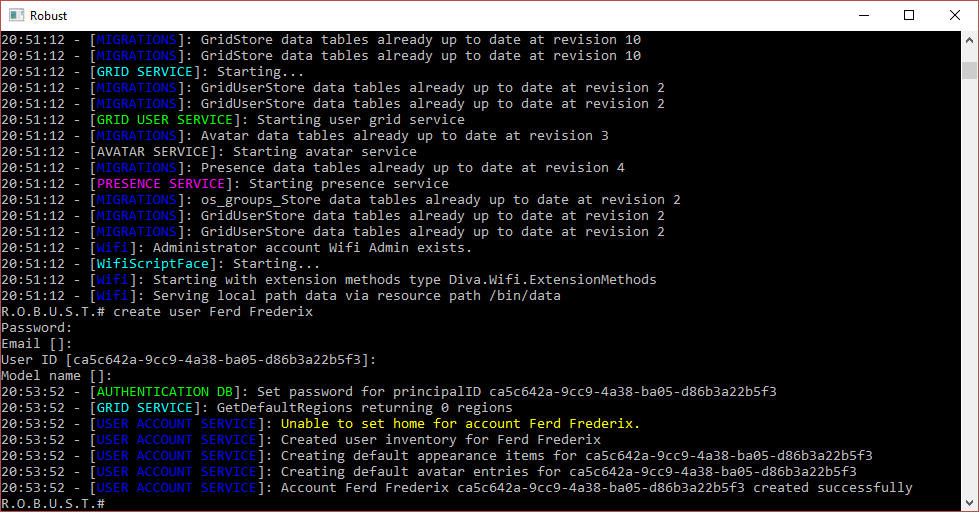 Robust
20:51:12 - [MIGRATIONS]: GridStore data tables already up to date at revision 10
20:51:12 - [MIGRATIONS]: GridStore data tables already up to date at revision 10
20:51:12 - [GRID SERVICE]: Starting...
20:51:12 - [MIGRATIONS]: GridUserStore data tables already up to date at revision 2
20:51:12 - [MIGRATIONS]: GridUserStore data tables already up to date at revision 2
20:51:12 - [GRID USER SERVICE]: Starting user grid service
20:51:12 - [MIGRATIONS]: Avatar data tables already up to date at revision 3
20:51:12 - [AVATAR SERVICE]: Starting avatar service
20:51:12 - [MIGRATIONS]: Presence data tables already up to date at revision 4
20:51:12 - [PRESENCE SERVICE]: Starting presence service
20:51:12 - [MIGRATIONS]: os_groups_Store data tables already up to date at revision 2
20:51:12 - [MIGRATIONS]: GridUserStore data tables already up to date at revision 2
20:51:12 - [MIGRATIONS]: GridUserStore data tables already up to date at revision 2
20:51:12 - [Wifi]: Administrator account Wifi Admin exists.
20:51:12 - [WifiScriptFace]: Starting...
20:51:12 - [Wifi]: Starting with extension methods type Diva.Wifi.ExtensionMethods
20:51:12 - [Wifi]: Serving local path data via resource path /bin/data
R.O.B.U.S.T.# create user Ferd Frederix
Password:
Email []:
User ID [ca5c642a-9cc9-4a38-ba05-d86b3a22b5f3]:
Model name []:
20:53:52 - [AUTHENTICATION DB]: Set password for principalID ca5c642a-9cc9-4a38-ba05-d86b3a22b5f3
20:53:52 - [GRID SERVICE]: GetDefaultRegions returning 0 regions
20:53:52 - [USER ACCOUNT SERVICE]: Unable to set home for account Ferd Frederix.
20:53:52 - [USER ACCOUNT SERVICE]: Created user inventory for Ferd Frederix
20:53:52 - [USER ACCOUNT SERVICE]: Creating default appearance items for ca5c642a-9cc9-4a38-ba05-d86b3a22b5f3
20:53:52 - [USER ACCOUNT SERVICE]: Creating default avatar entries for ca5c642a-9cc9-4a38-ba05-d86b3a22b5f3
20:53:52 - [USER ACCOUNT SERVICE]: Account Ferd Frederix ca5c642a-9cc9-4a38-ba05-d86b3a22b5f3 created successfully
R.O.B.U.S.T.#